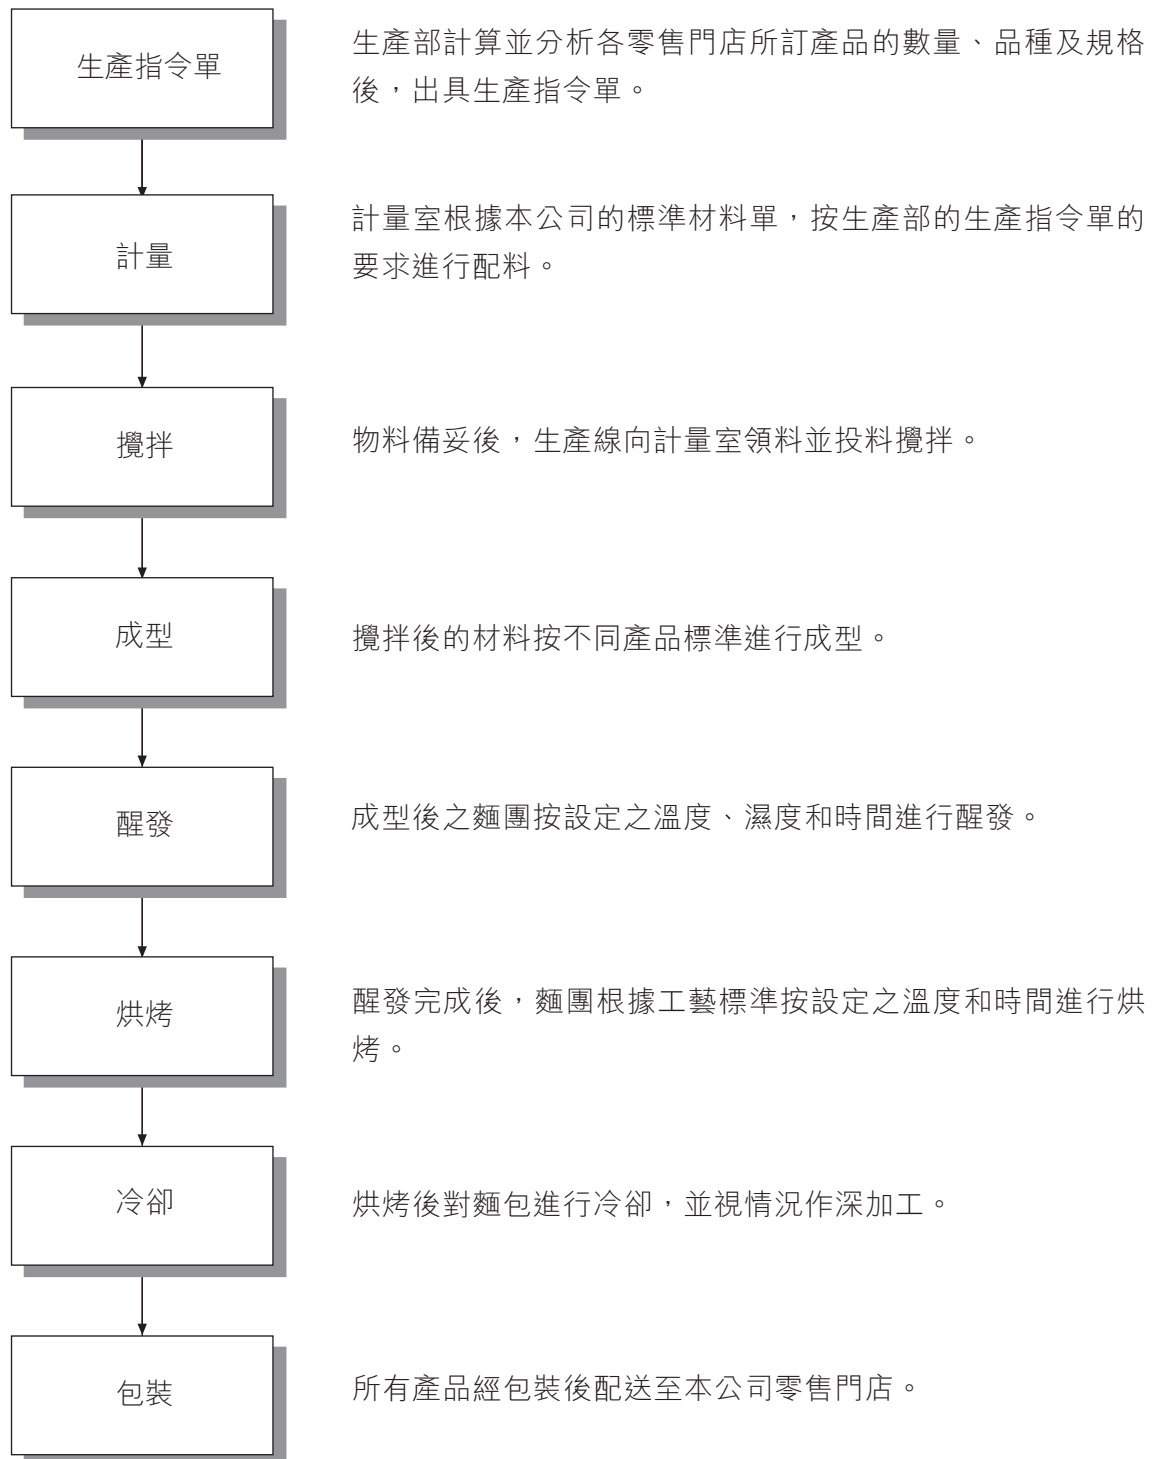 生產指令單
生產部計算並分析各零售門店所訂產品的數量、品種及規格
後，出具生產指令單。
計量
計量室根據本公司的標準材料單，按生產部的生產指令單的
要求進行配料。
攪拌
物料備妥後，生產線向計量室領料並投料攪拌。
成型
攪拌後的材料按不同產品標準進行成型。
醒發
成型後之麵團按設定之溫度、濕度和時間進行醒發。
烘烤
醒發完成後，麵團根據工藝標準按設定之溫度和時間進行烘
烤。
冷卻
烘烤後對麵包進行冷卻，並視情況作深加工。
包裝
所有產品經包裝後配送至本公司零售門店。